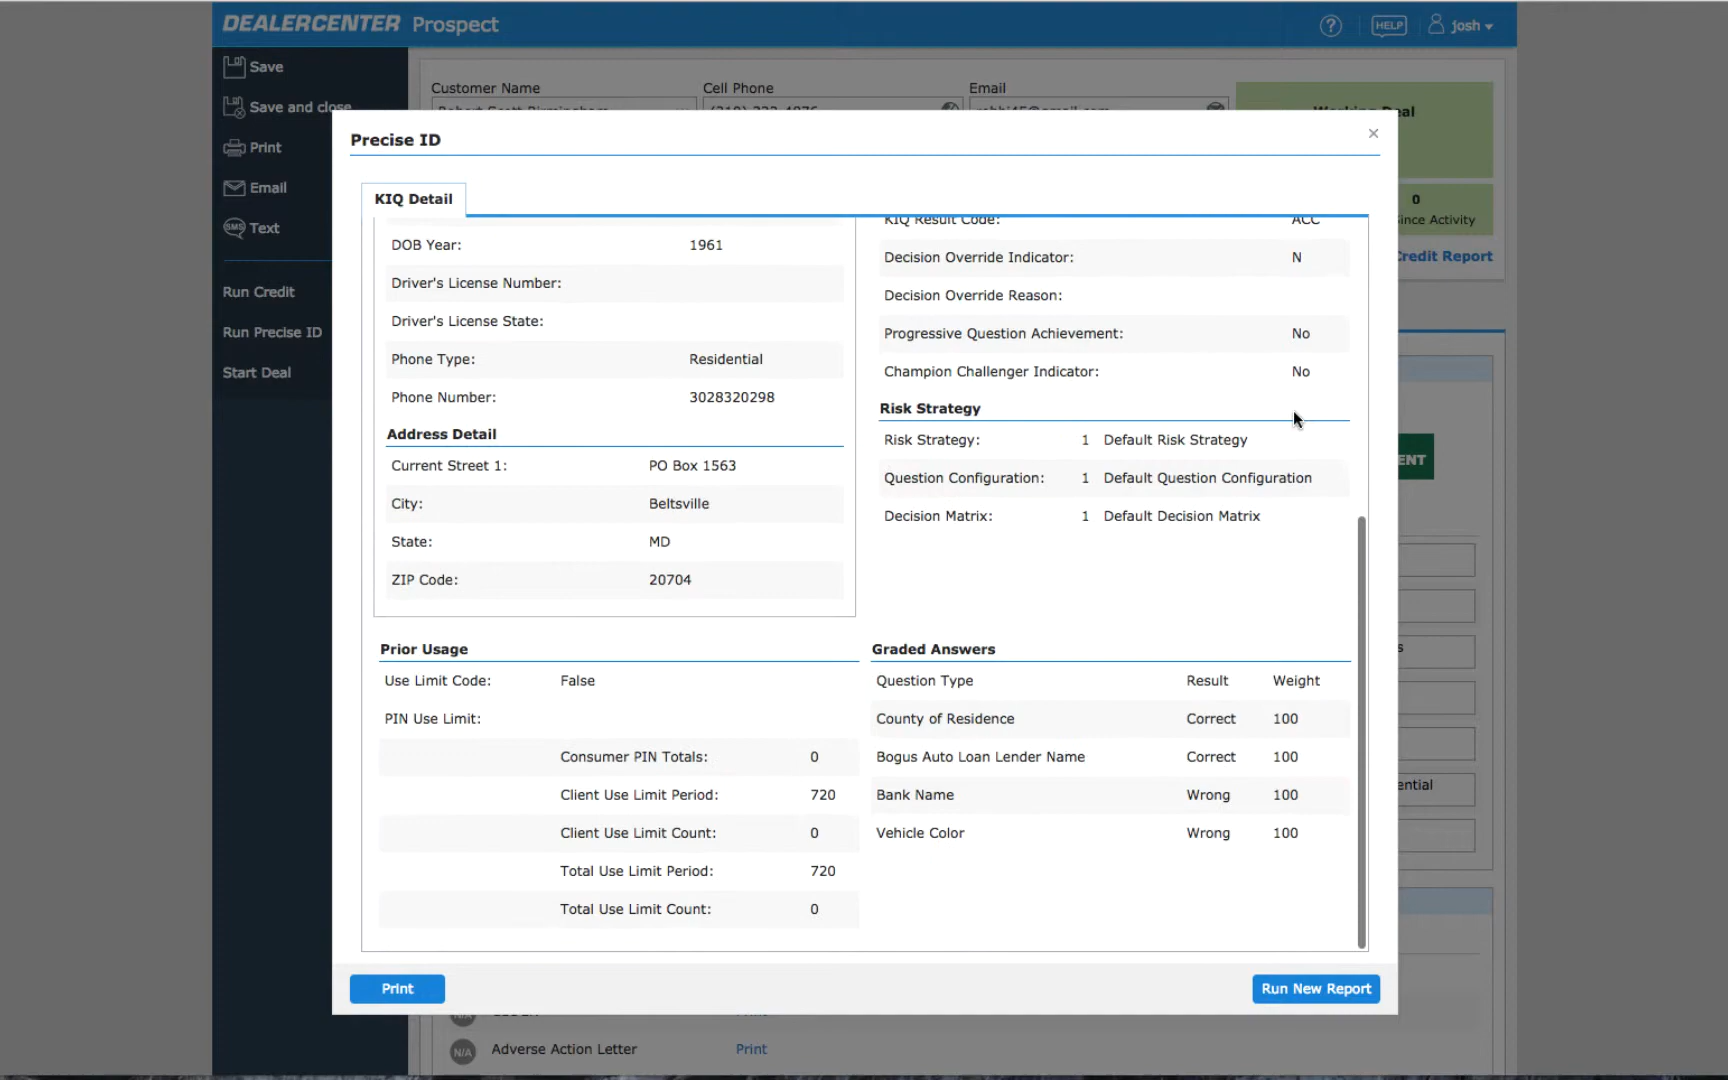 DEALERCENTER Prospect
? HELP josh
Save
Save and close
Print
Email
Text
Run Credit
Run Precise ID
Start Deal
Customer Name
Cell Phone
Email
0
ince Activity
Credit Report
ENT
s
ential
Precise ID
×
KIQ Detail
DOB Year: 1961
Driver's License Number:
Driver's License State:
Phone Type: Residential
Phone Number: 3028320298
Address Detail
Current Street 1: PO Box 1563
City: Beltsville
State: MD
ZIP Code: 20704
KIQ Result Code: ACC
Decision Override Indicator: N
Decision Override Reason:
Progressive Question Achievement: No
Champion Challenger Indicator: No
Risk Strategy
Risk Strategy: 1 Default Risk Strategy
Question Configuration: 1 Default Question Configuration
Decision Matrix: 1 Default Decision Matrix
Prior Usage
Use Limit Code: False
PIN Use Limit:
Consumer PIN Totals: 0
Client Use Limit Period: 720
Client Use Limit Count: 0
Total Use Limit Period: 720
Total Use Limit Count: 0
Graded Answers
Question Type Result Weight
County of Residence Correct 100
Bogus Auto Loan Lender Name Correct 100
Bank Name Wrong 100
Vehicle Color Wrong 100
Print
Run New Report
N/A Adverse Action Letter Print